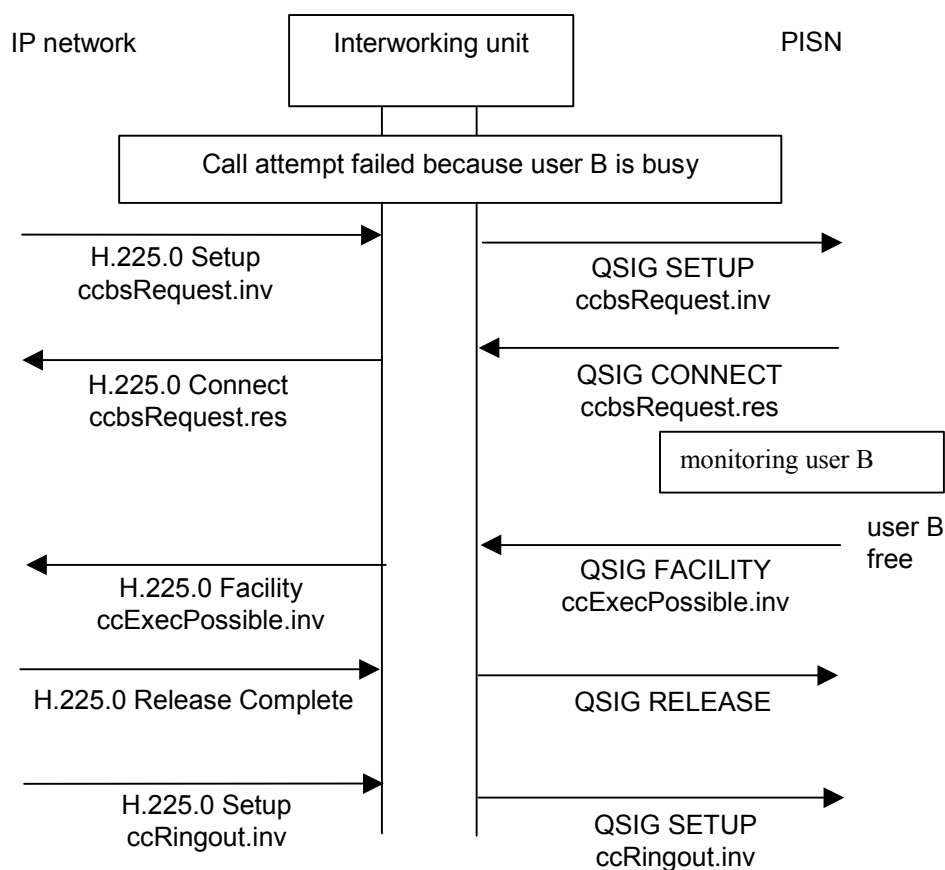 IP network
Interworking unit
PISN
Call attempt failed because user B is busy
H.225.0 Setup
ccbsRequest.inv
QSIG SETUP
ccbsRequest.inv
H.225.0 Connect
ccbsRequest.res
QSIG CONNECT
ccbsRequest.res
monitoring user B
user B
free
H.225.0 Facility
ccExecPossible.inv
QSIG FACILITY
ccExecPossible.inv
H.225.0 Release Complete
QSIG RELEASE
H.225.0 Setup
ccRingout.inv
QSIG SETUP
ccRingout.inv